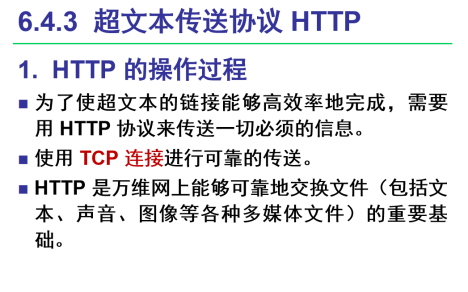 6.4.3 超文本传送协议 HTTP
1. HTTP 的操作过程
■ 为了使超文本的链接能够高效率地完成，需要
用 HTTP 协议来传送一切必须的信息。
■ 使用 TCP 连接进行可靠的传送。
■ HTTP 是万维网上能够可靠地交换文件（包括文
本、声音、图像等各种多媒体文件）的重要基
础。